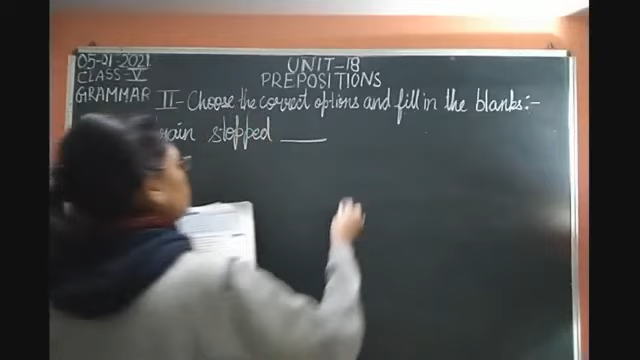 05-01-2021
CLASS-V
GRAMMAR
UNIT-18
PREPOSITIONS
II- Choose the correct options and fill in the blanks:-
stopped ____